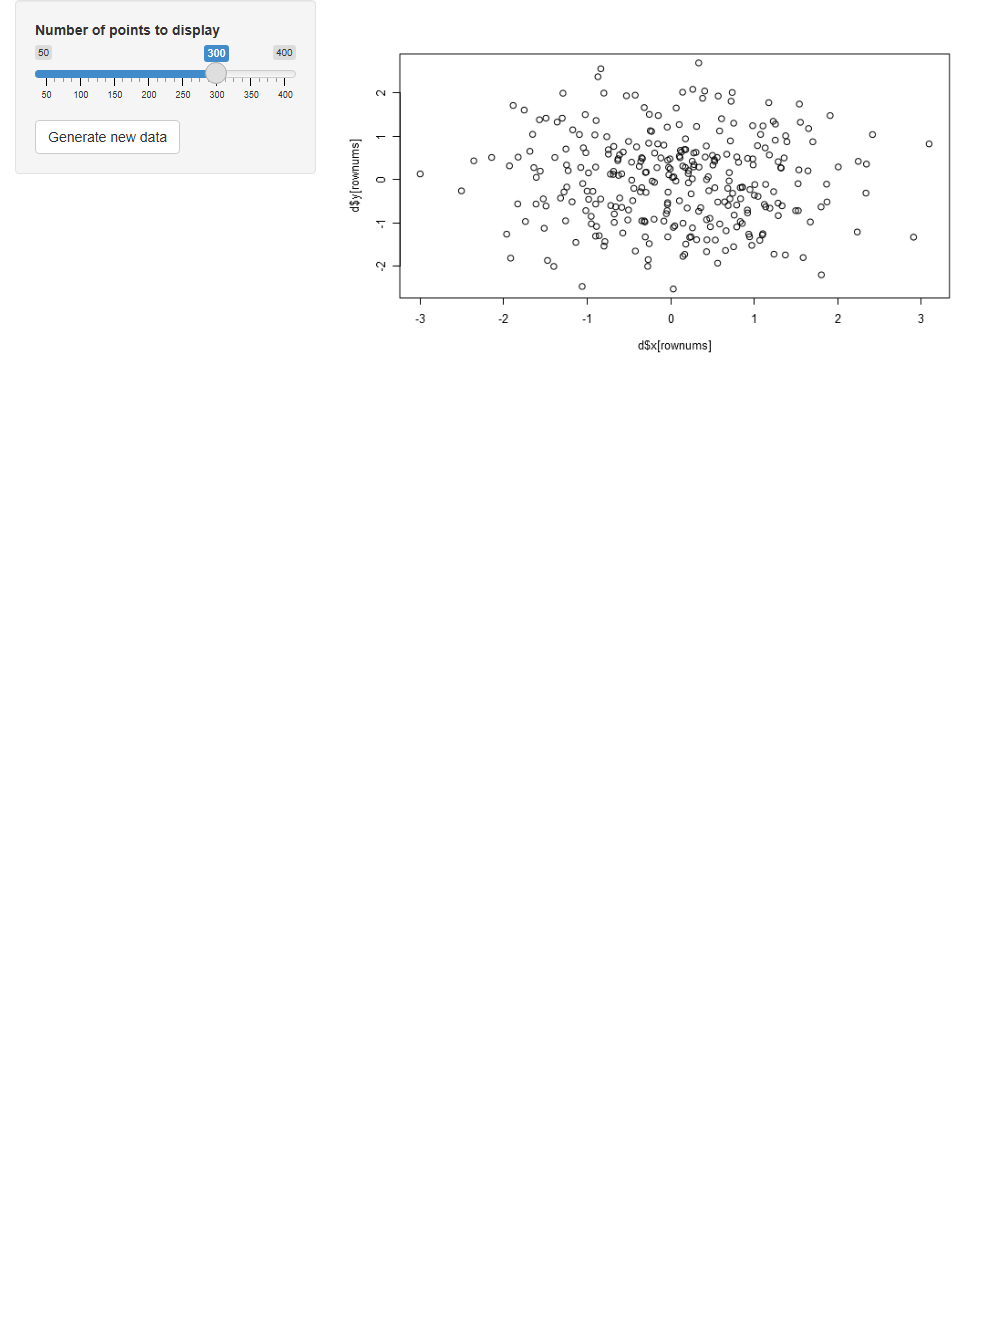 Number of points to display
50 300 400
50 100 150 200 250 300 350 400
Generate new data
d$y[rownums]
2
1
0
-1
-2
-3 -2 -1 0 1 2 3
d$x[rownums]